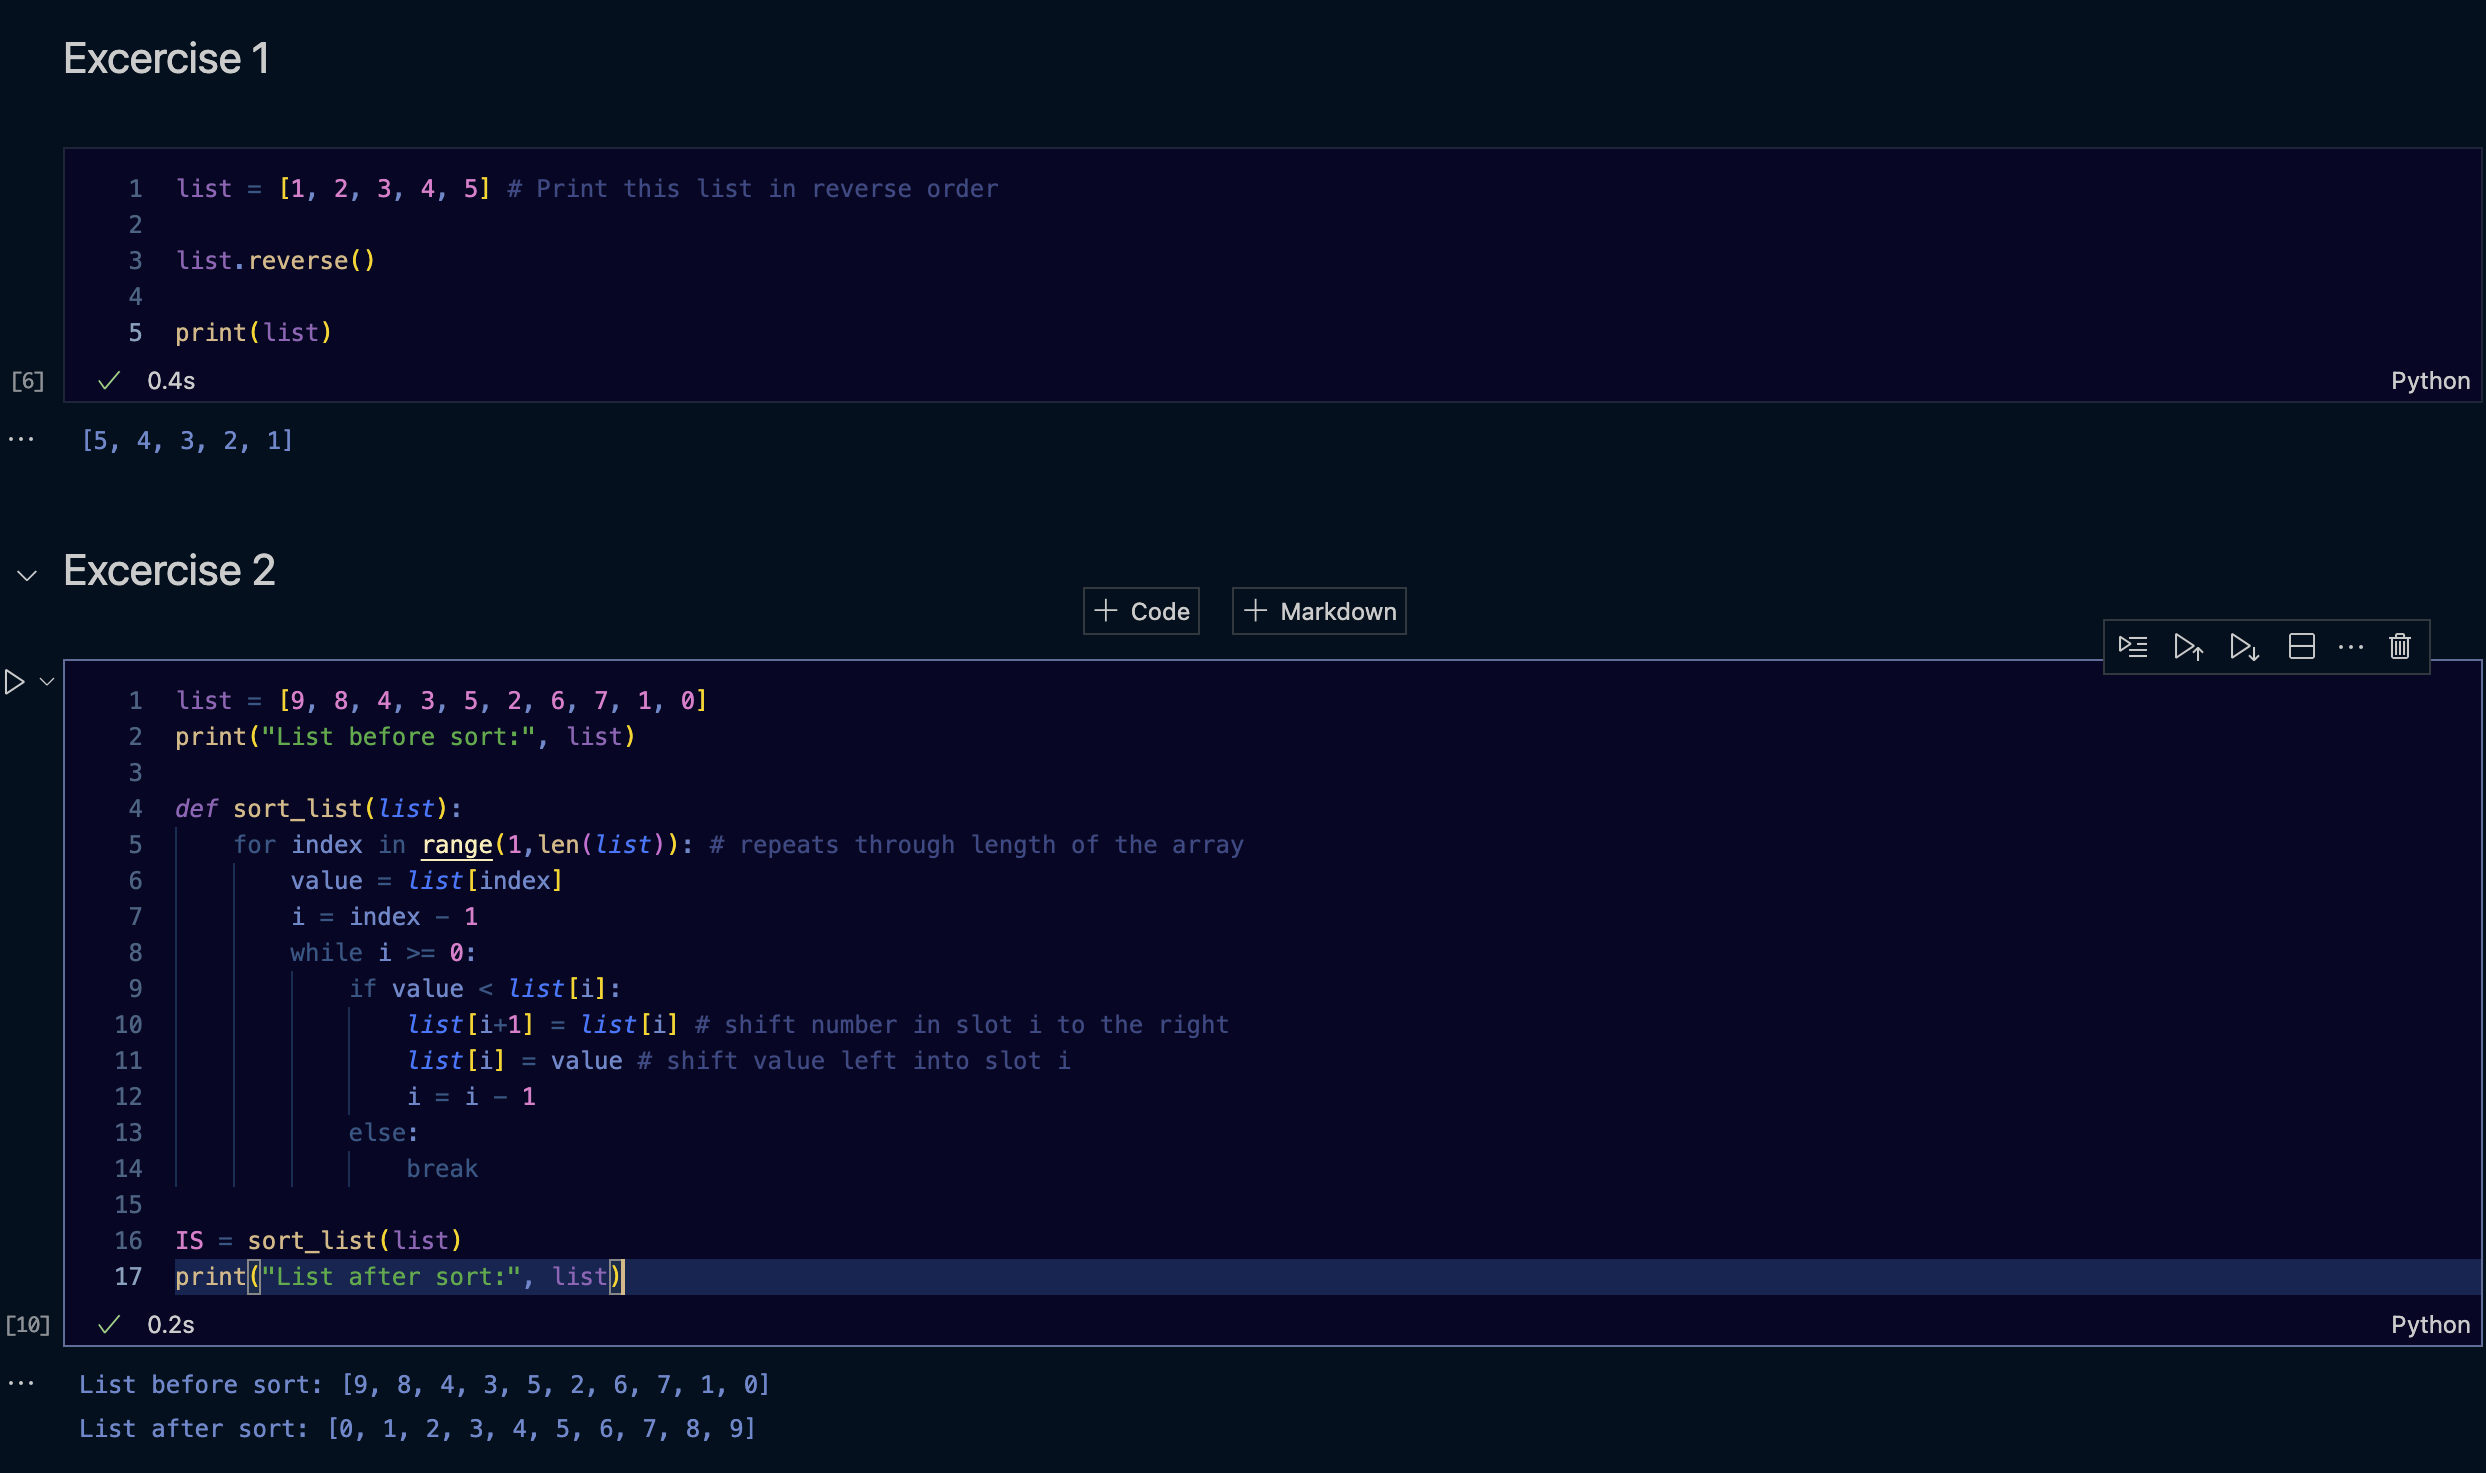 Excercise 1
1 list = [1, 2, 3, 4, 5] # Print this list in reverse order
2
3 list.reverse()
4
5 print(list)
[6] 0.4s Python
[5, 4, 3, 2, 1]
Excercise 2
+ Code + Markdown
1 list = [9, 8, 4, 3, 5, 2, 6, 7, 1, 0]
2 print("List before sort:", list)
3
4 def sort_list(list):
5     for index in range(1,len(list)): # repeats through length of the array
6         value = list[index]
7         i = index - 1
8         while i >= 0:
9             if value < list[i]:
10                 list[i+1] = list[i] # shift number in slot i to the right
11                 list[i] = value # shift value left into slot i
12                 i = i - 1
13             else:
14                 break
15
16 IS = sort_list(list)
17 print("List after sort:", list)
[10] 0.2s Python
List before sort: [9, 8, 4, 3, 5, 2, 6, 7, 1, 0]
List after sort: [0, 1, 2, 3, 4, 5, 6, 7, 8, 9]